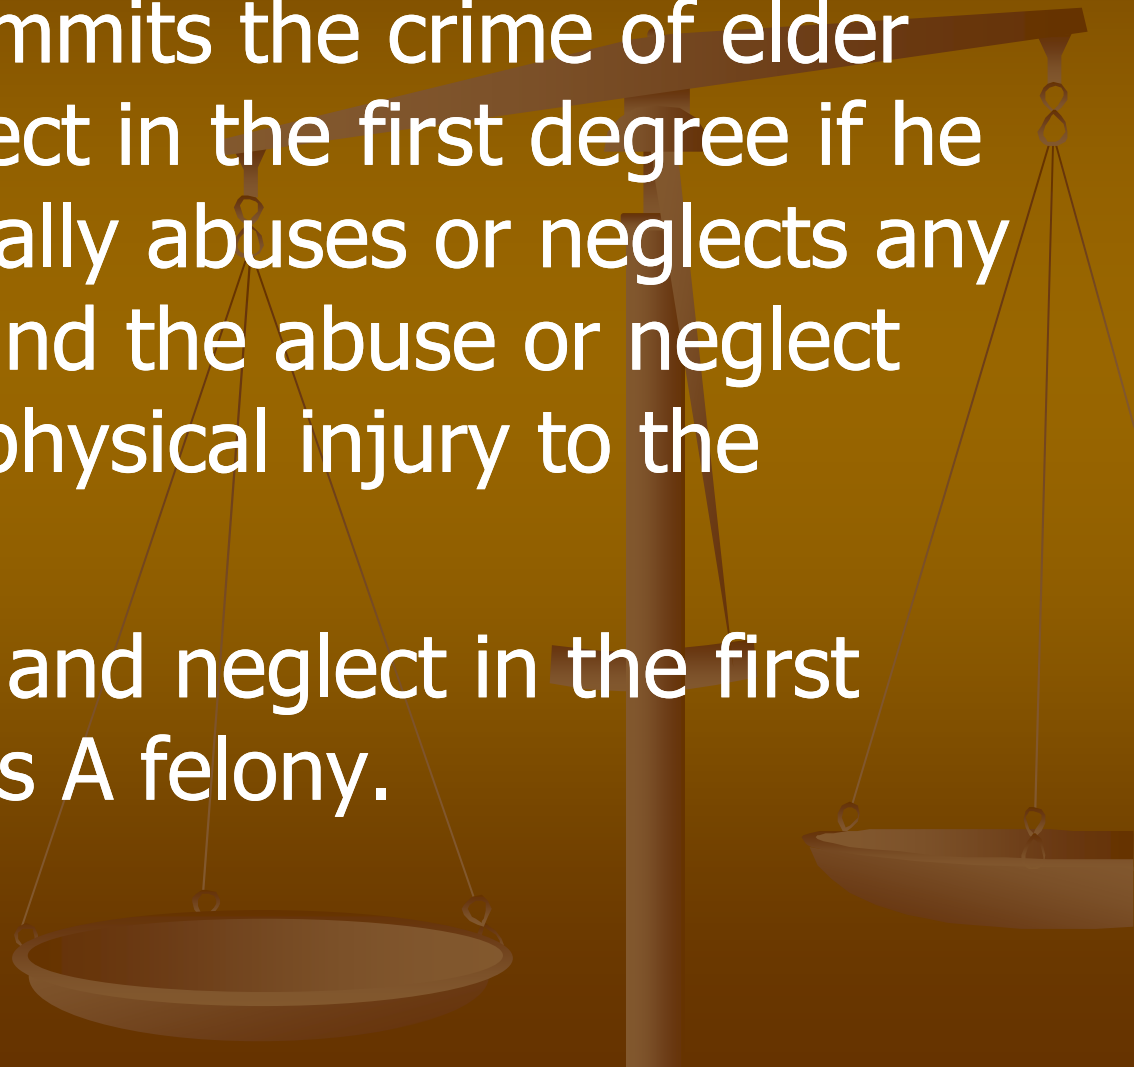 mmits the crime of elder
ect in the first degree if he
ally abuses or neglects any
nd the abuse or neglect
physical injury to the
and neglect in the first
s A felony.